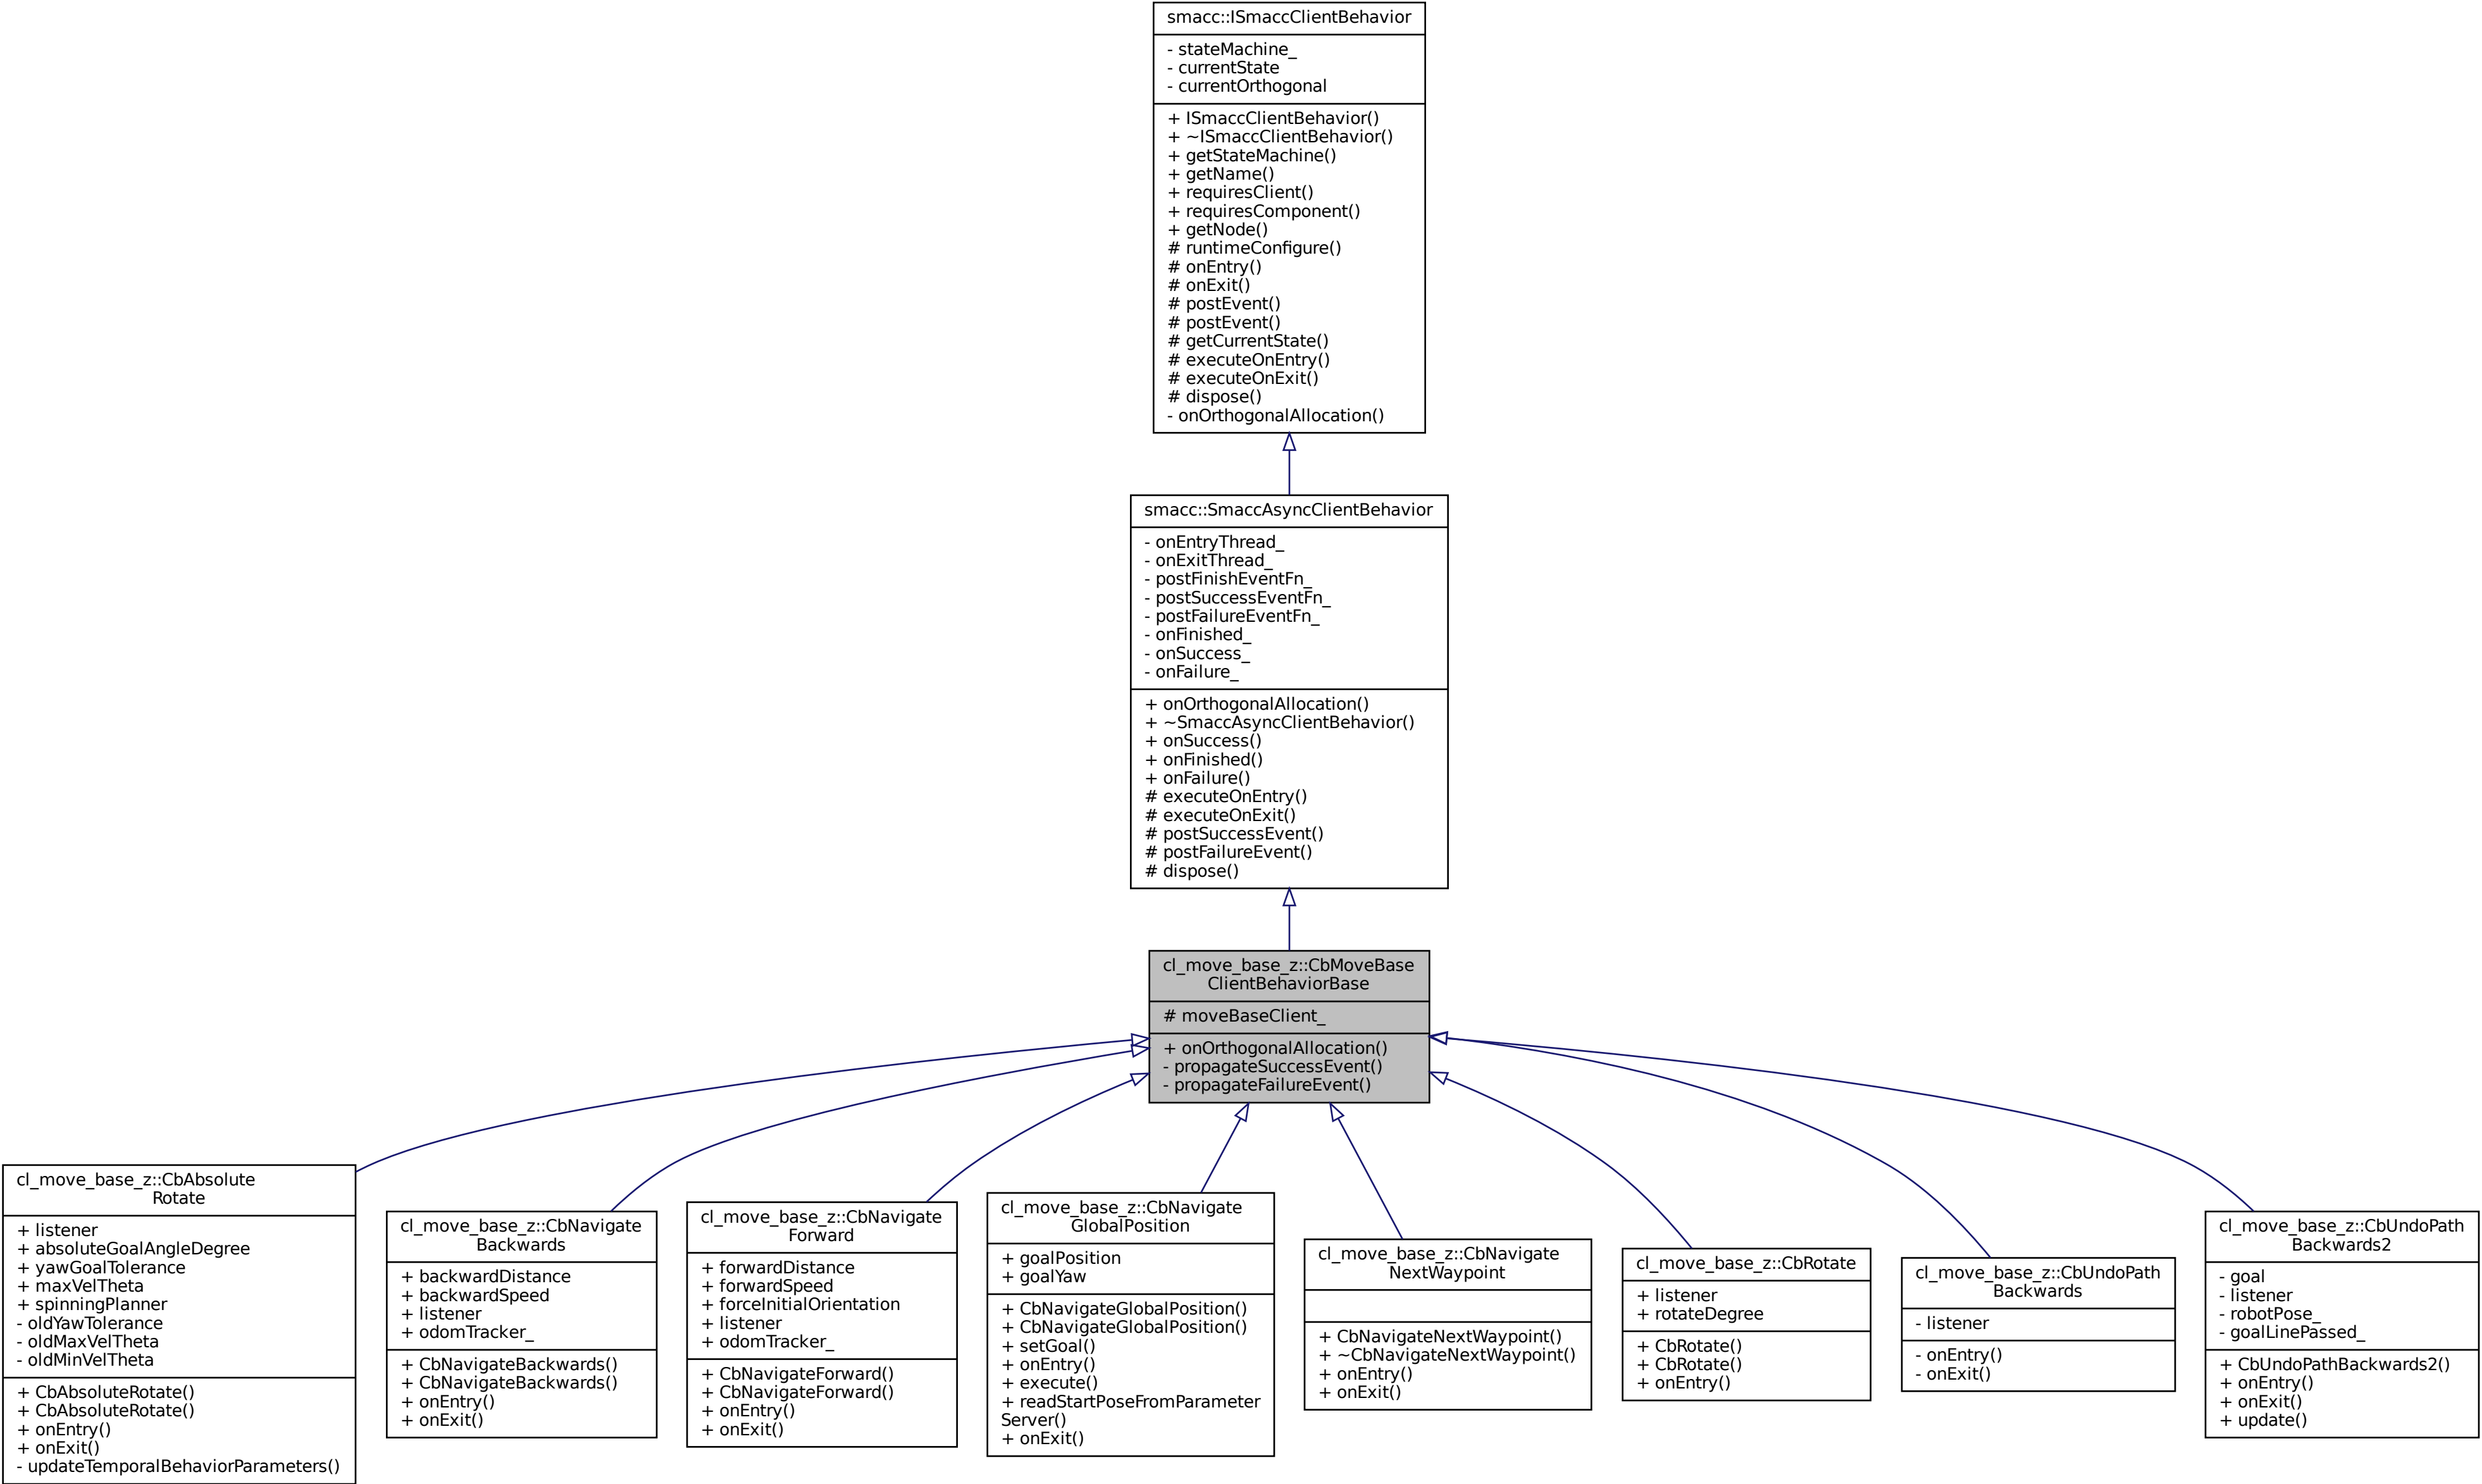 smacc::ISmaccClientBehavior
- stateMachine_
- currentState
- currentOrthogonal
+ ISmaccClientBehavior()
+ ~ISmaccClientBehavior()
+ getStateMachine()
+ getName()
+ requiresClient()
+ requiresComponent()
+ getNode()
# runtimeConfigure()
# onEntry()
# onExit()
# postEvent()
# postEvent()
# getCurrentState()
# executeOnEntry()
# executeOnExit()
# dispose()
- onOrthogonalAllocation()
smacc::SmaccAsyncClientBehavior
- onEntryThread_
- onExitThread_
- postFinishEventFn_
- postSuccessEventFn_
- postFailureEventFn_
- onFinished_
- onSuccess_
- onFailure_
+ onOrthogonalAllocation()
+ ~SmaccAsyncClientBehavior()
+ onSuccess()
+ onFinished()
+ onFailure()
# executeOnEntry()
# executeOnExit()
# postSuccessEvent()
# postFailureEvent()
# dispose()
cl_move_base_z::CbMoveBase
ClientBehaviorBase
# moveBaseClient_
+ onOrthogonalAllocation()
- propagateSuccessEvent()
- propagateFailureEvent()
cl_move_base_z::CbAbsolute
Rotate
+ listener
+ absoluteGoalAngleDegree
+ yawGoalTolerance
+ maxVelTheta
+ spinningPlanner
- oldYawTolerance
- oldMaxVelTheta
- oldMinVelTheta
+ CbAbsoluteRotate()
+ CbAbsoluteRotate()
+ onEntry()
+ onExit()
- updateTemporalBehaviorParameters()
cl_move_base_z::CbNavigate
Backwards
+ backwardDistance
+ backwardSpeed
+ listener
+ odomTracker_
+ CbNavigateBackwards()
+ CbNavigateBackwards()
+ onEntry()
+ onExit()
cl_move_base_z::CbNavigate
Forward
+ forwardDistance
+ forwardSpeed
+ forceInitialOrientation
+ listener
+ odomTracker_
+ CbNavigateForward()
+ CbNavigateForward()
+ onEntry()
+ onExit()
cl_move_base_z::CbNavigate
GlobalPosition
+ goalPosition
+ goalYaw
+ CbNavigateGlobalPosition()
+ CbNavigateGlobalPosition()
+ setGoal()
+ onEntry()
+ execute()
+ readStartPoseFromParameter
Server()
+ onExit()
cl_move_base_z::CbNavigate
NextWaypoint
+ CbNavigateNextWaypoint()
+ ~CbNavigateNextWaypoint()
+ onEntry()
+ onExit()
cl_move_base_z::CbRotate
+ listener
+ rotateDegree
+ CbRotate()
+ CbRotate()
+ onEntry()
cl_move_base_z::CbUndoPath
Backwards
- listener
- onEntry()
- onExit()
cl_move_base_z::CbUndoPath
Backwards2
- goal
- listener
- robotPose_
- goalLinePassed_
+ CbUndoPathBackwards2()
+ onEntry()
+ onExit()
+ update()